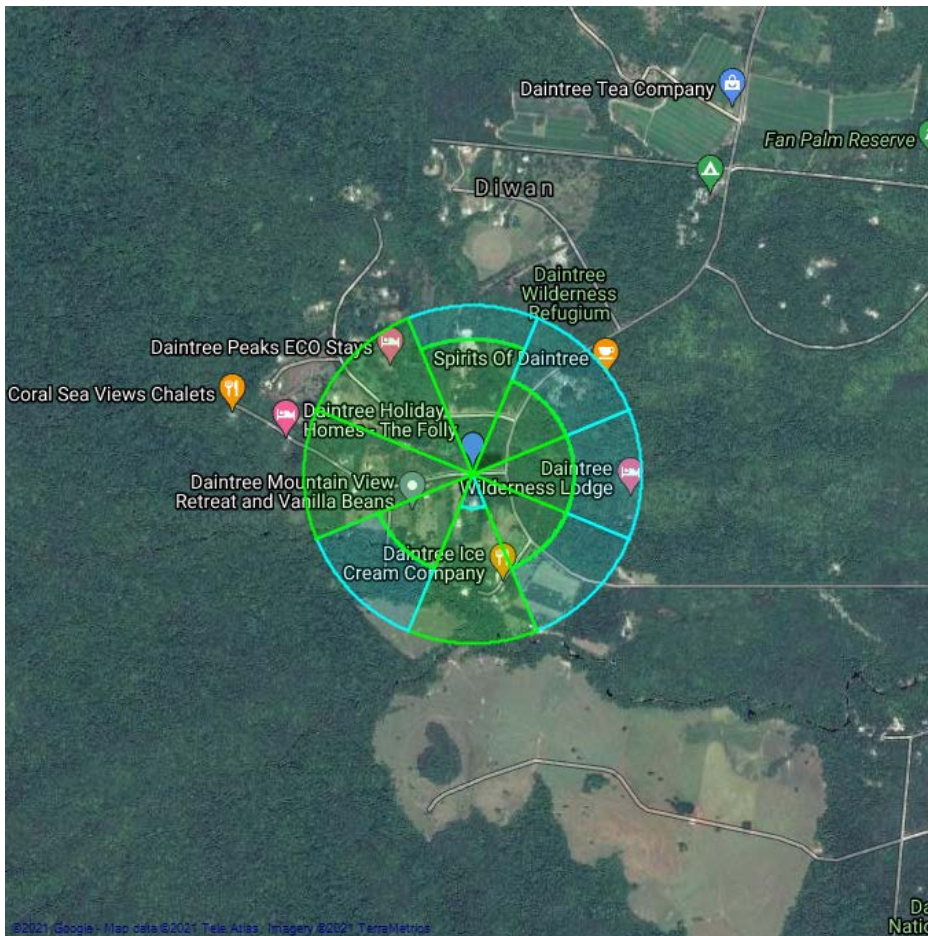 Daintree Tea Company
Fan Palm Reserve
Diwan
Daintree
Wilderness
Refugium
Daintree Peaks ECO Stays
Spirits Of Daintree
Coral Sea Views Chalets
Daintree Holiday
Homes - The Folly
Daintree Mountain View
Retreat and Vanilla Beans
Daintree
Wilderness Lodge
Daintree Ice
Cream Company
Da
Natio
©2021 Google - Map data ©2021 Tele Atlas, Imagery ©2021 TerraMetrics